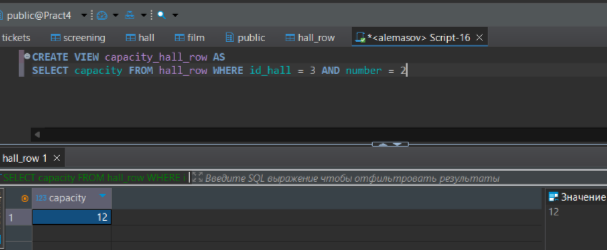 public@Pract4
tickets screening hall film public hall_row *<alemasov> Script-16
CREATE VIEW capacity_hall_row AS
SELECT capacity FROM hall_row WHERE id_hall = 3 AND number = 2
hall_row 1
SELECT capacity FROM hall_row WHERE i Введите SQL выражение чтобы отфильтровать результаты
capacity Значение
1 12 12